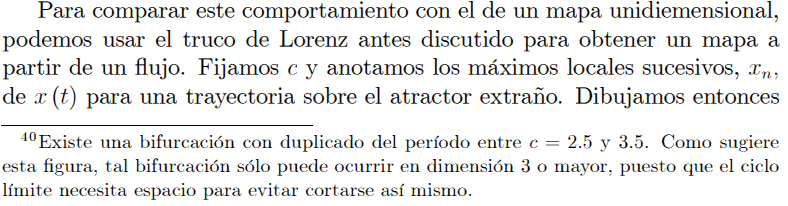 Para comparar este comportamiento con el de un mapa unidiemensional,
podemos usar el truco de Lorenz antes discutido para obtener un mapa a
partir de un flujo. Fijamos c y anotamos los máximos locales sucesivos, xₙ,
de x (t) para una trayectoria sobre el atractor extraño. Dibujamos entonces
⁴⁰Existe una bifurcación con duplicado del período entre c = 2.5 y 3.5. Como sugiere
esta figura, tal bifurcación sólo puede ocurrir en dimensión 3 o mayor, puesto que el ciclo
límite necesita espacio para evitar cortarse así mismo.